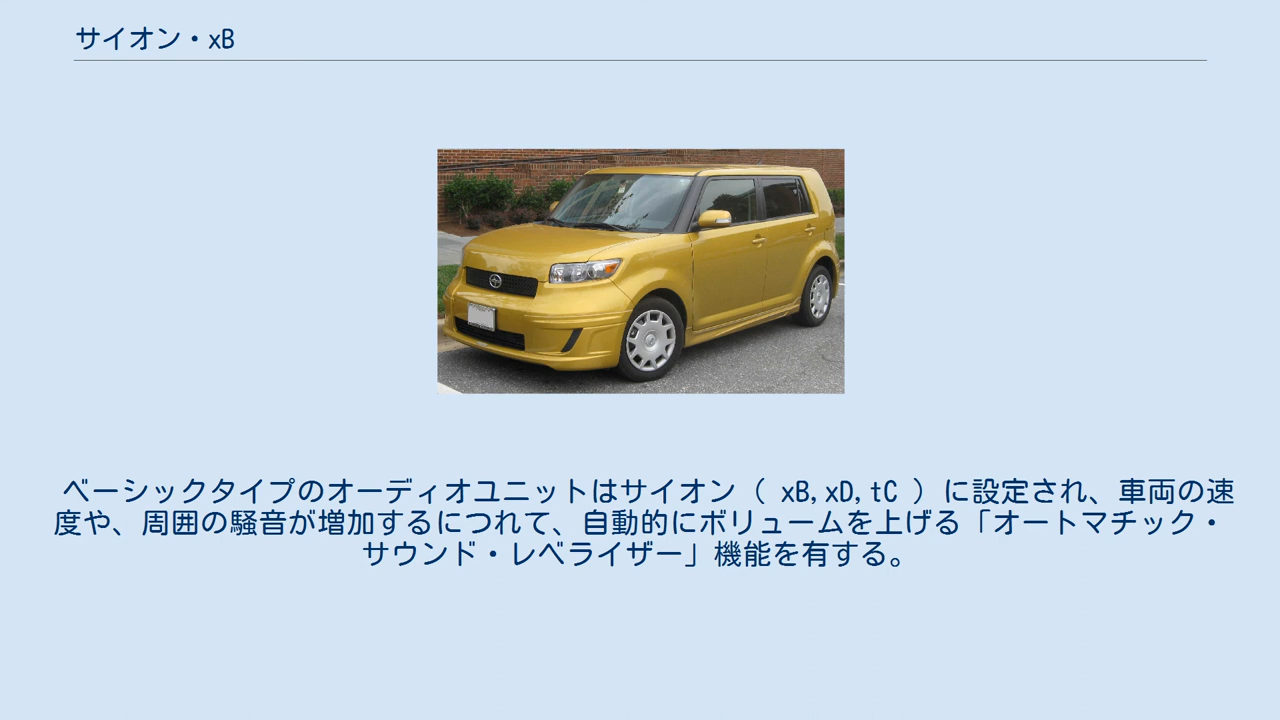 サイオン・xB
ベーシックタイプのオーディオユニットはサイオン（ xB,xD,tC ）に設定され、車両の速
度や、周囲の騒音が増加するにつれて、自動的にボリュームを上げる「オートマチック・
サウンド・レベライザー」機能を有する。